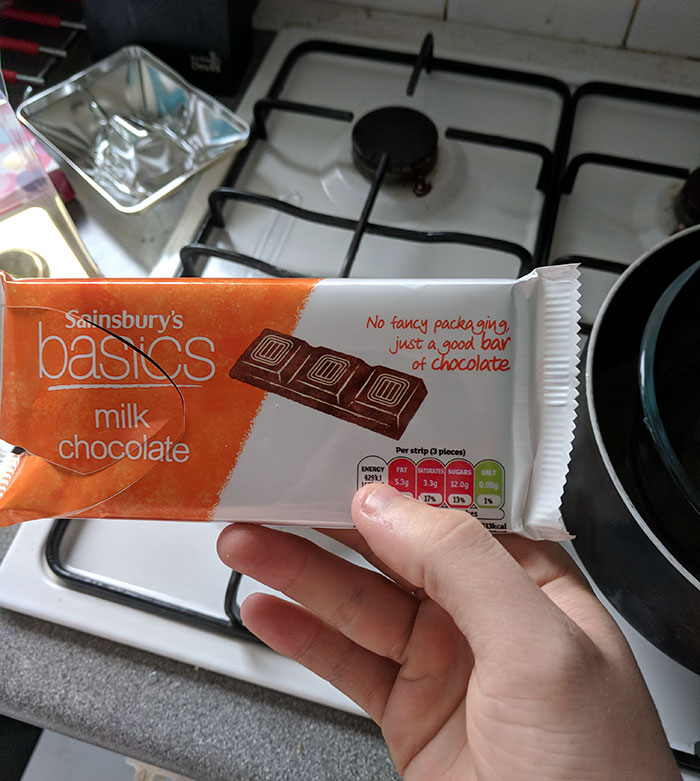 Sainsbury's
basics
milk
chocolate
No fancy packaging,
just a good bar
of chocolate
Per strip (3 pieces)
ENERGY FAT SATURATES SUGARS SALT
429kJ 5.3g 3.3g 12.0g 0.05g
17% 13% 1%